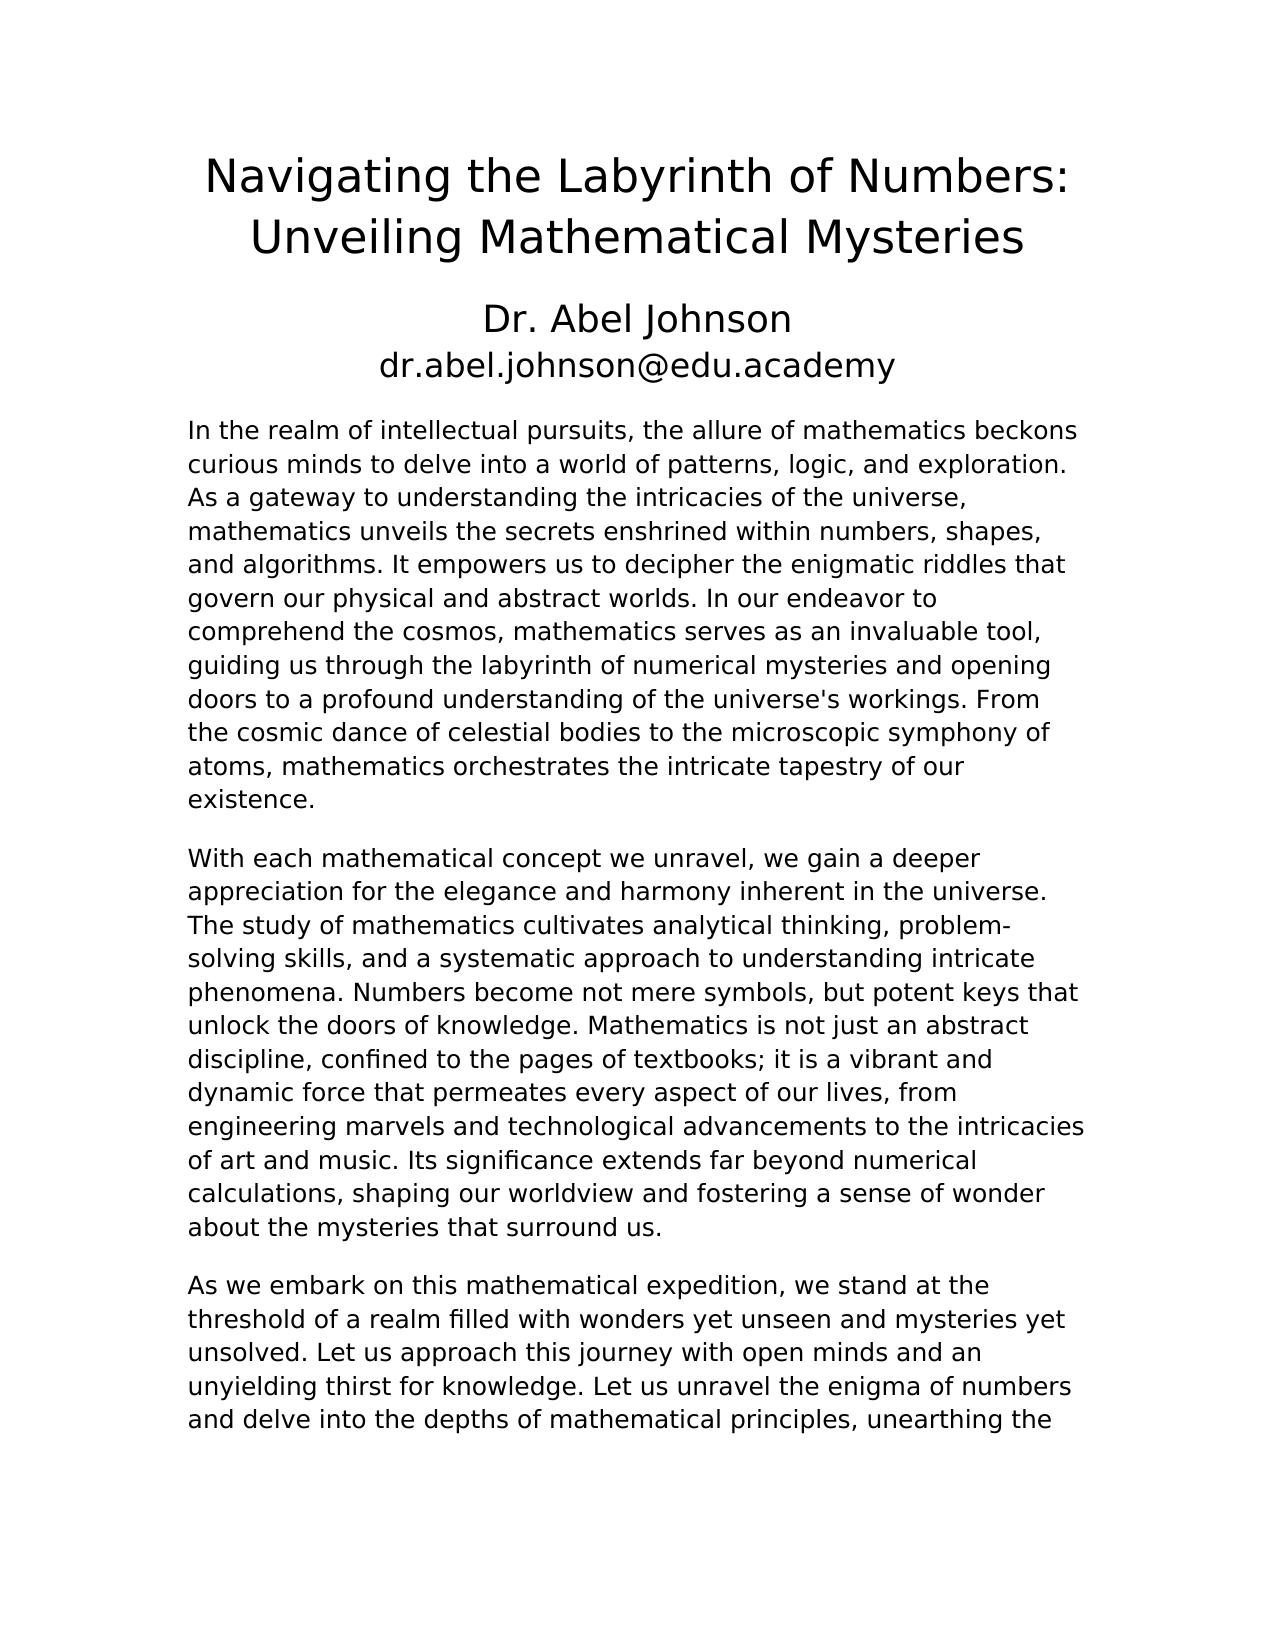 Navigating the Labyrinth of Numbers:
Unveiling Mathematical Mysteries
Dr. Abel Johnson
dr.abel.johnson@edu.academy
In the realm of intellectual pursuits, the allure of mathematics beckons
curious minds to delve into a world of patterns, logic, and exploration.
As a gateway to understanding the intricacies of the universe,
mathematics unveils the secrets enshrined within numbers, shapes,
and algorithms. It empowers us to decipher the enigmatic riddles that
govern our physical and abstract worlds. In our endeavor to
comprehend the cosmos, mathematics serves as an invaluable tool,
guiding us through the labyrinth of numerical mysteries and opening
doors to a profound understanding of the universe's workings. From
the cosmic dance of celestial bodies to the microscopic symphony of
atoms, mathematics orchestrates the intricate tapestry of our
existence.
With each mathematical concept we unravel, we gain a deeper
appreciation for the elegance and harmony inherent in the universe.
The study of mathematics cultivates analytical thinking, problem-
solving skills, and a systematic approach to understanding intricate
phenomena. Numbers become not mere symbols, but potent keys that
unlock the doors of knowledge. Mathematics is not just an abstract
discipline, confined to the pages of textbooks; it is a vibrant and
dynamic force that permeates every aspect of our lives, from
engineering marvels and technological advancements to the intricacies
of art and music. Its significance extends far beyond numerical
calculations, shaping our worldview and fostering a sense of wonder
about the mysteries that surround us.
As we embark on this mathematical expedition, we stand at the
threshold of a realm filled with wonders yet unseen and mysteries yet
unsolved. Let us approach this journey with open minds and an
unyielding thirst for knowledge. Let us unravel the enigma of numbers
and delve into the depths of mathematical principles, unearthing the